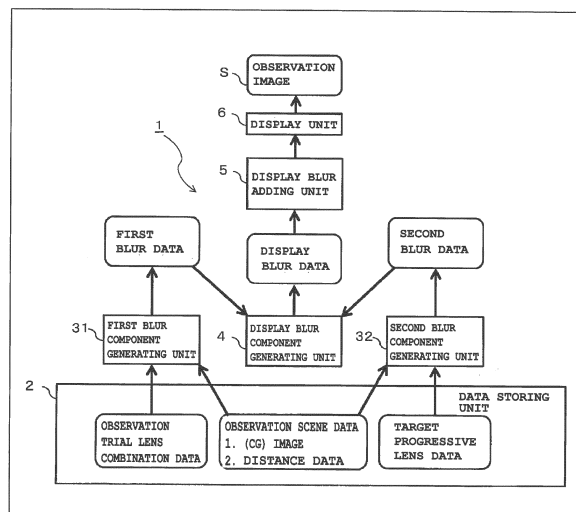 S
OBSERVATION
IMAGE
6
DISPLAY UNIT
1
5
DISPLAY BLUR
ADDING UNIT
FIRST
BLUR DATA
DISPLAY
BLUR DATA
SECOND
BLUR DATA
31
FIRST BLUR
COMPONENT
GENERATING UNIT
4
DISPLAY BLUR
COMPONENT
GENERATING UNIT
32
SECOND BLUR
COMPONENT
GENERATING UNIT
2
DATA STORING
UNIT
OBSERVATION
TRIAL LENS
COMBINATION DATA
OBSERVATION SCENE DATA
1. (CG) IMAGE
2. DISTANCE DATA
TARGET
PROGRESSIVE
LENS DATA